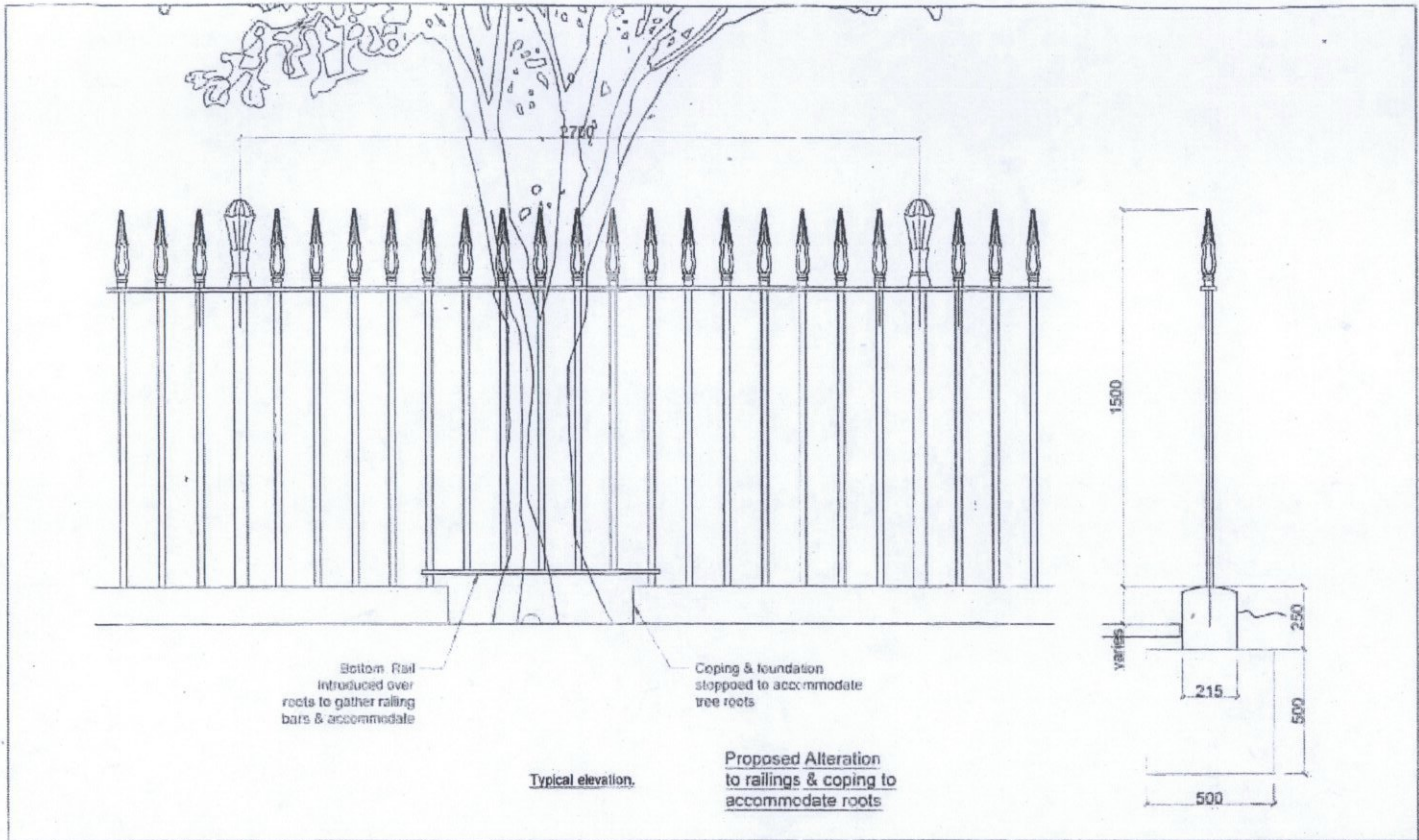 2700
1500
varies
250
215
500
500
Bottom Rail
introduced over
roots to gather railing
bars & accommodate
Coping & foundation
stopped to accommodate
tree roots
Typical elevation.
Proposed Alteration
to railings & coping to
accommodate roots